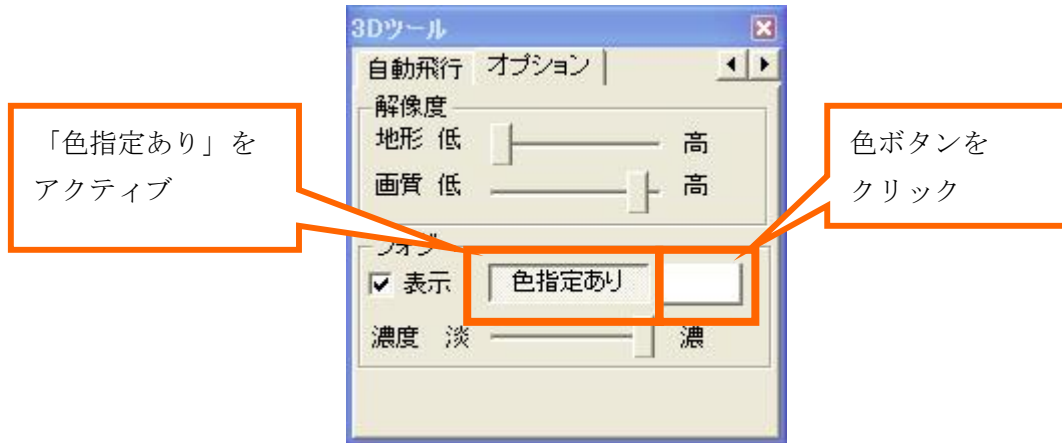 3Dツール
自動飛行 オプション
解像度
地形 低 高
画質 低 高
「色指定あり」を
アクティブ
色ボタンを
クリック
表示 色指定あり
濃度 淡 濃